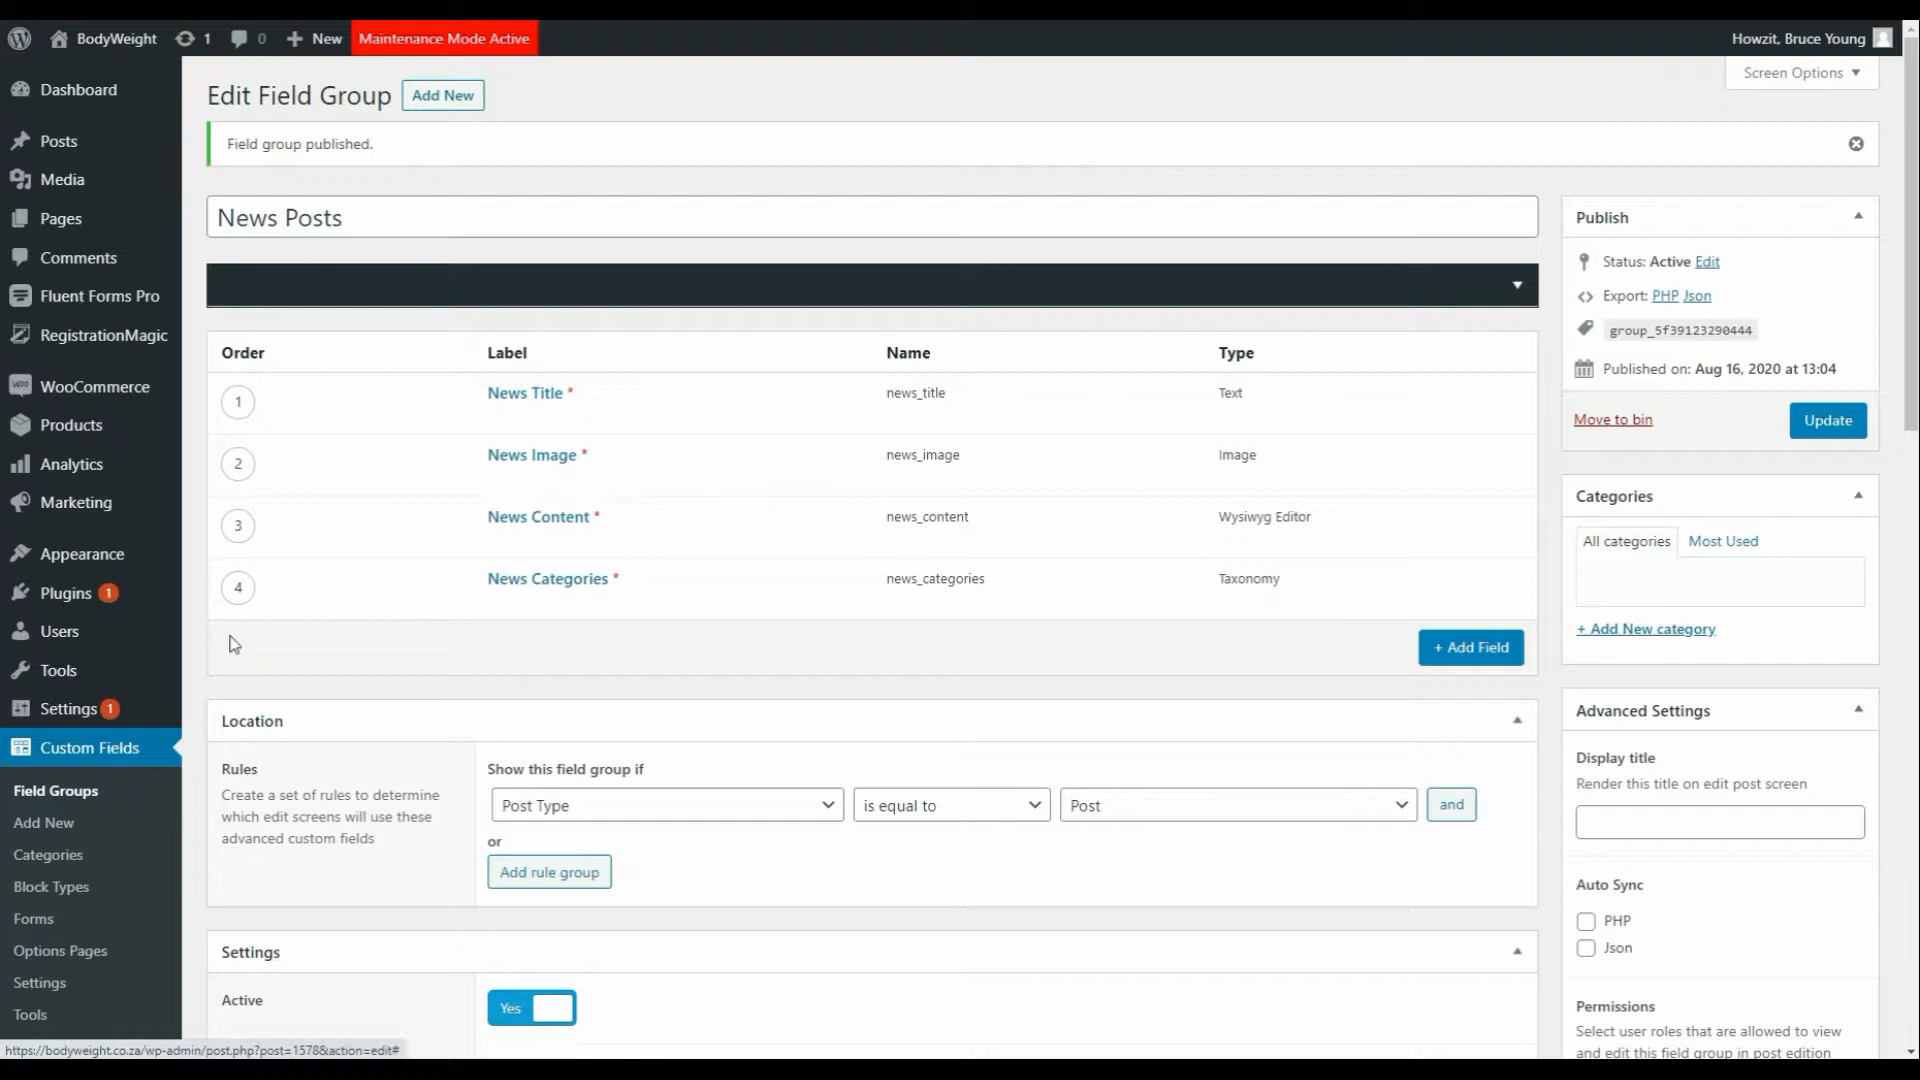 BodyWeight
1
0
New
Maintenance Mode Active
Howzit, Bruce Young
Screen Options
Dashboard
Posts
Media
Pages
Comments
Fluent Forms Pro
RegistrationMagic
WooCommerce
Products
Analytics
Marketing
Appearance
Plugins 1
Users
Tools
Settings 1
Custom Fields
Field Groups
Add New
Categories
Block Types
Forms
Options Pages
Settings
Tools
https://bodyweight.co.za/wp-admin/post.php?post=1578&action=edit#
Edit Field Group
Add New
Field group published.
News Posts
Order Label Name Type
1 News Title * news_title Text
2 News Image * news_image Image
3 News Content * news_content Wysiwyg Editor
4 News Categories * news_categories Taxonomy
+ Add Field
Location
Rules
Create a set of rules to determine
which edit screens will use these
advanced custom fields
Show this field group if
Post Type is equal to Post and
or
Add rule group
Settings
Active
Yes
Publish
Status: Active Edit
Export: PHP Json
group_5f39123290444
Published on: Aug 16, 2020 at 13:04
Move to bin
Update
Categories
All categories Most Used
+ Add New category
Advanced Settings
Display title
Render this title on edit post screen
Auto Sync
PHP
Json
Permissions
Select user roles that are allowed to view
and edit this field group in post edition